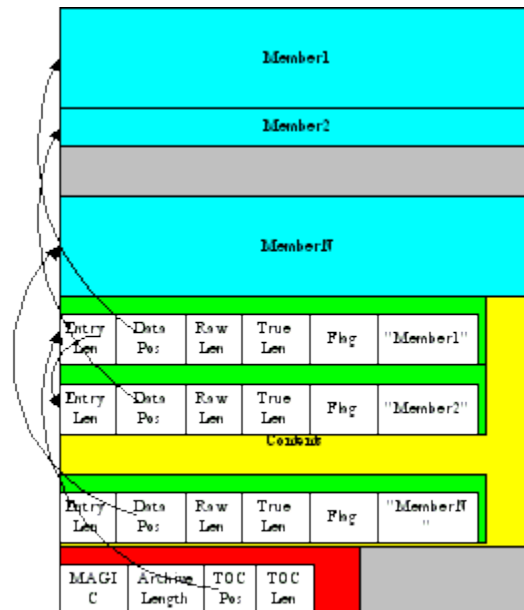 Member1
Member2
MemberN
Entry Data Raw True Flag "Member1"
Len Pos Len Len
Entry Data Raw True Flag "Member2"
Len Pos Len Len
Contents
Entry Data Raw True Flag "MemberN
Len Pos Len Len "
MAGI Archive TOC TOC
C Length Pos Len